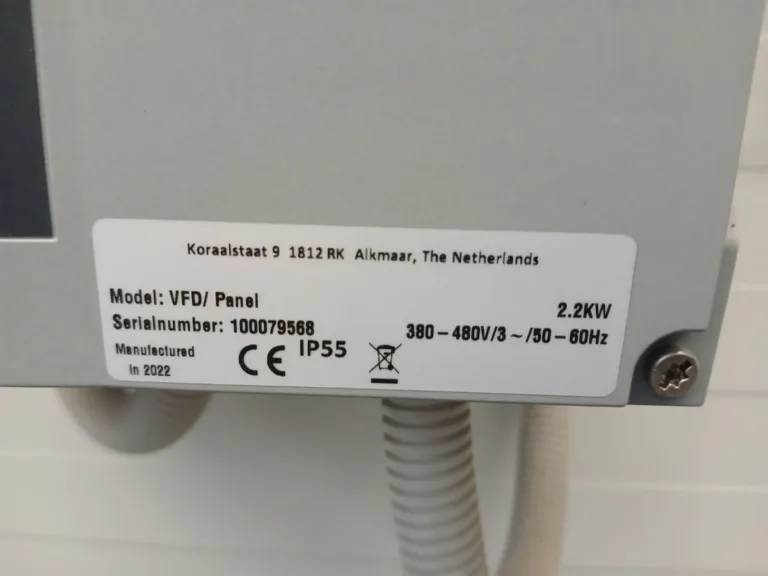 Koraalstaat 9 1812 RK Alkmaar, The Netherlands
Model: VFD/ Panel
2.2KW
Serialnumber: 100079568
380-480V/3~/50-60Hz
Manufactured
in 2022
CE
IP55